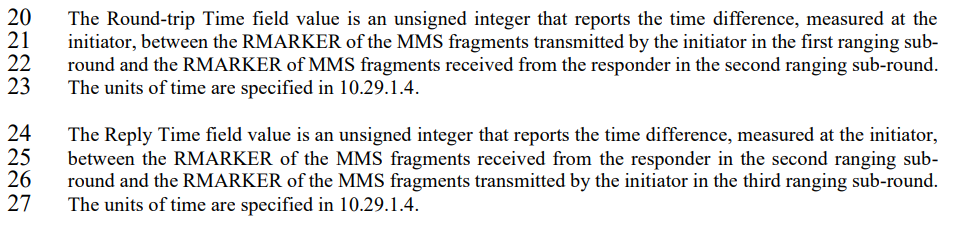 20 The Round-trip Time field value is an unsigned integer that reports the time difference, measured at the
21 initiator, between the RMARKER of the MMS fragments transmitted by the initiator in the first ranging sub-
22 round and the RMARKER of MMS fragments received from the responder in the second ranging sub-round.
23 The units of time are specified in 10.29.1.4.
24 The Reply Time field value is an unsigned integer that reports the time difference, measured at the initiator,
25 between the RMARKER of the MMS fragments received from the responder in the second ranging sub-
26 round and the RMARKER of the MMS fragments transmitted by the initiator in the third ranging sub-round.
27 The units of time are specified in 10.29.1.4.